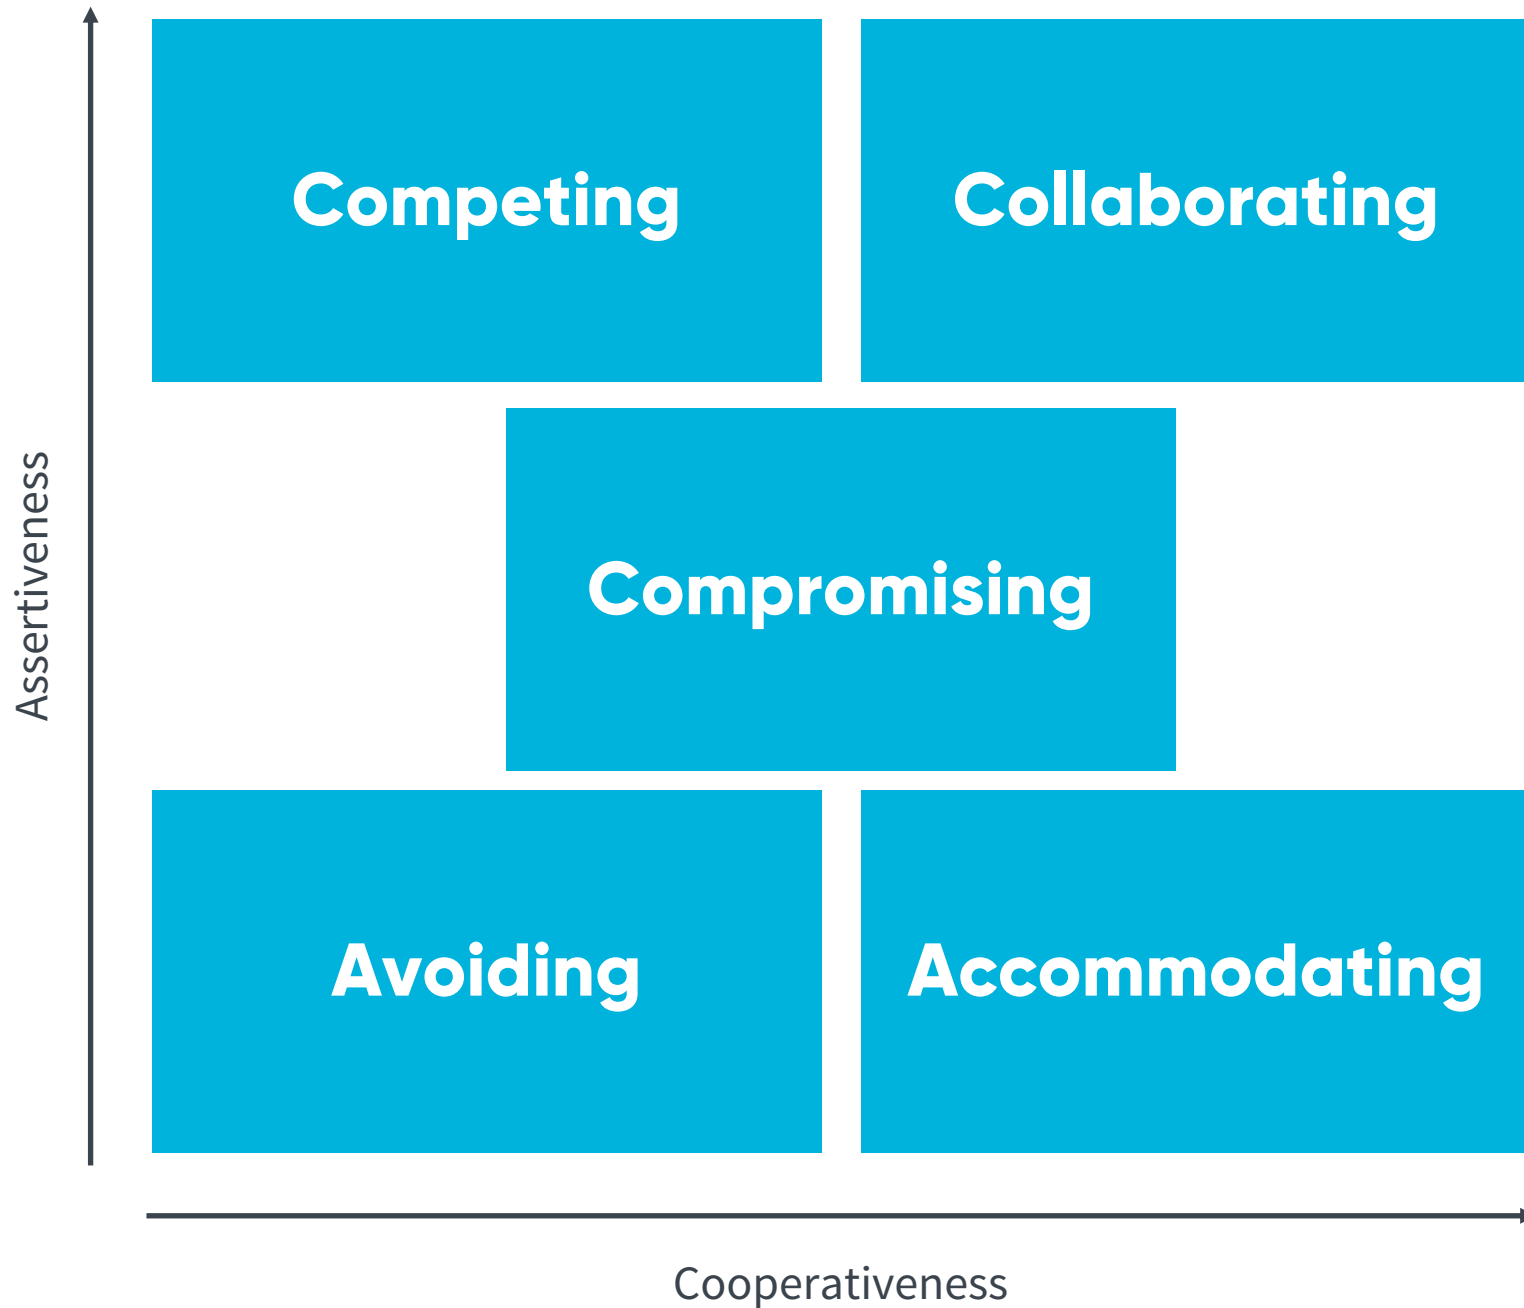 Competing
Collaborating
Assertiveness
Compromising
Avoiding
Accommodating
Cooperativeness